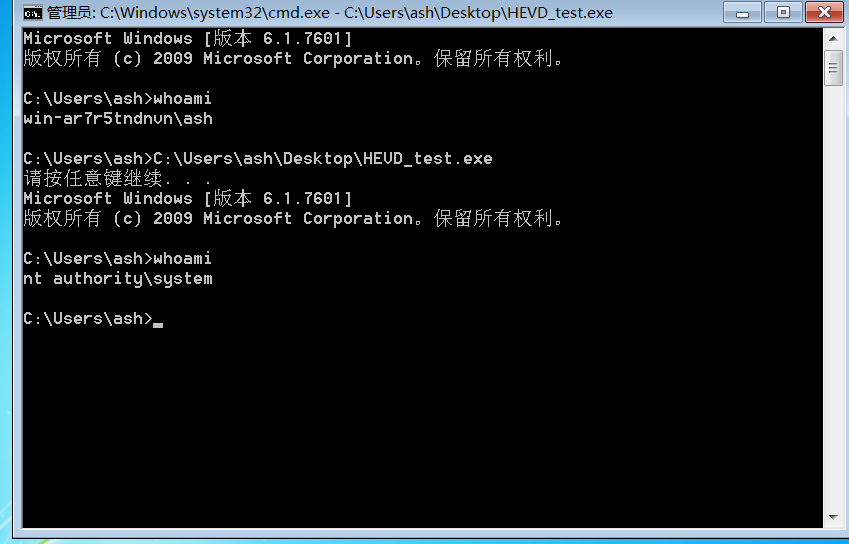 管理员: C:\Windows\system32\cmd.exe - C:\Users\ash\Desktop\HEVD_test.exe
Microsoft Windows [版本 6.1.7601]
版权所有 (c) 2009 Microsoft Corporation。保留所有权利。
C:\Users\ash>whoami
win-ar7r5tndnvn\ash
C:\Users\ash>C:\Users\ash\Desktop\HEVD_test.exe
请按任意键继续. . .
Microsoft Windows [版本 6.1.7601]
版权所有 (c) 2009 Microsoft Corporation。保留所有权利。
C:\Users\ash>whoami
nt authority\system
C:\Users\ash>